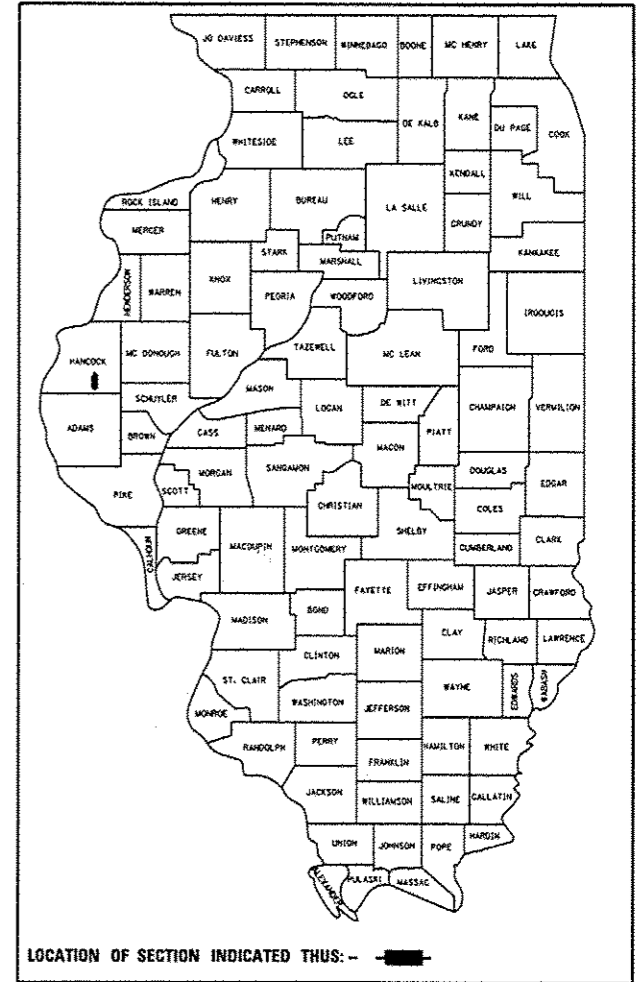 JO DAVIESS STEPHENSON WINNEBAGO BOONE MC HENRY LAKE
CARROLL OGLE DE KALB KANE DU PAGE COOK
WHITESIDE LEE KENDALL WILL
ROCK ISLAND HENRY BUREAU LA SALLE GRUNDY
MERCER PUTNAM KANKAKEE
HENDERSON WARREN KNOX STARK MARSHALL LIVINGSTON
PEORIA WOODFORD IROQUOIS
HANCOCK MC DONOUGH FULTON TAZEWELL MC LEAN FORD
MASON
ADAMS SCHUYLER LOGAN DE WITT CHAMPAIGN VERMILION
BROWN CASS MENARD MACON PIATT
PIKE SCOTT MORGAN SANGAMON CHRISTIAN MOULTRIE DOUGLAS EDGAR
COLES
CALHOUN GREENE MACOUPIN MONTGOMERY SHELBY CUMBERLAND CLARK
JERSEY FAYETTE EFFINGHAM JASPER CRAWFORD
MADISON BOND
CLAY RICHLAND LAWRENCE
CLINTON MARION
ST. CLAIR WAYNE EDWARDS WABASH
MONROE WASHINGTON JEFFERSON
RANDOLPH PERRY HAMILTON WHITE
FRANKLIN
JACKSON WILLIAMSON SALINE GALLATIN
HARDIN
UNION JOHNSON POPE
ALEXANDER PULASKI MASSAC
LOCATION OF SECTION INDICATED THUS: -